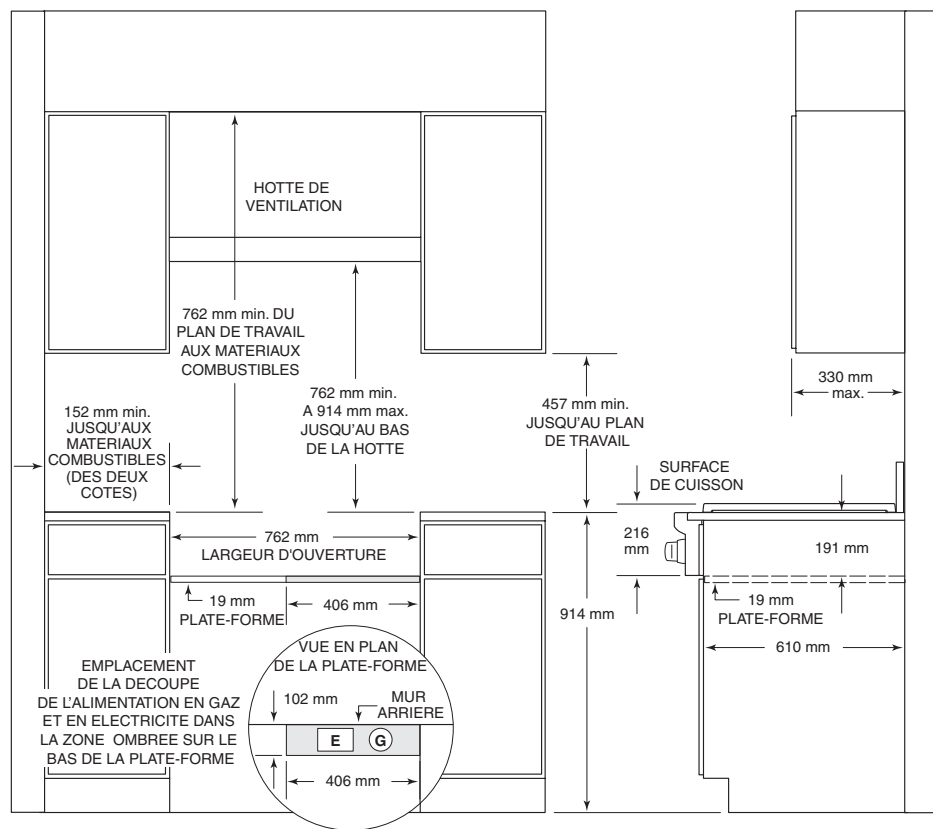 HOTTE DE
VENTILATION
762 mm min. DU
PLAN DE TRAVAIL
AUX MATERIAUX
COMBUSTIBLES
762 mm min.
A 914 mm max.
JUSQU'AU BAS
DE LA HOTTE
152 mm min.
JUSQU'AUX
MATERIAUX
COMBUSTIBLES
(DES DEUX
COTES)
457 mm min.
JUSQU'AU PLAN
DE TRAVAIL
330 mm
max.
SURFACE
DE CUISSON
762 mm
LARGEUR D'OUVERTURE
216
mm
191 mm
19 mm
PLATE-FORME
406 mm
914 mm
19 mm
PLATE-FORME
610 mm
VUE EN PLAN
DE LA PLATE-FORME
102 mm
MUR
ARRIERE
E
G
406 mm
EMPLACEMENT
DE LA DECOUPE
DE L'ALIMENTATION EN GAZ
ET EN ELECTRICITE DANS
LA ZONE OMBREE SUR LE
BAS DE LA PLATE-FORME